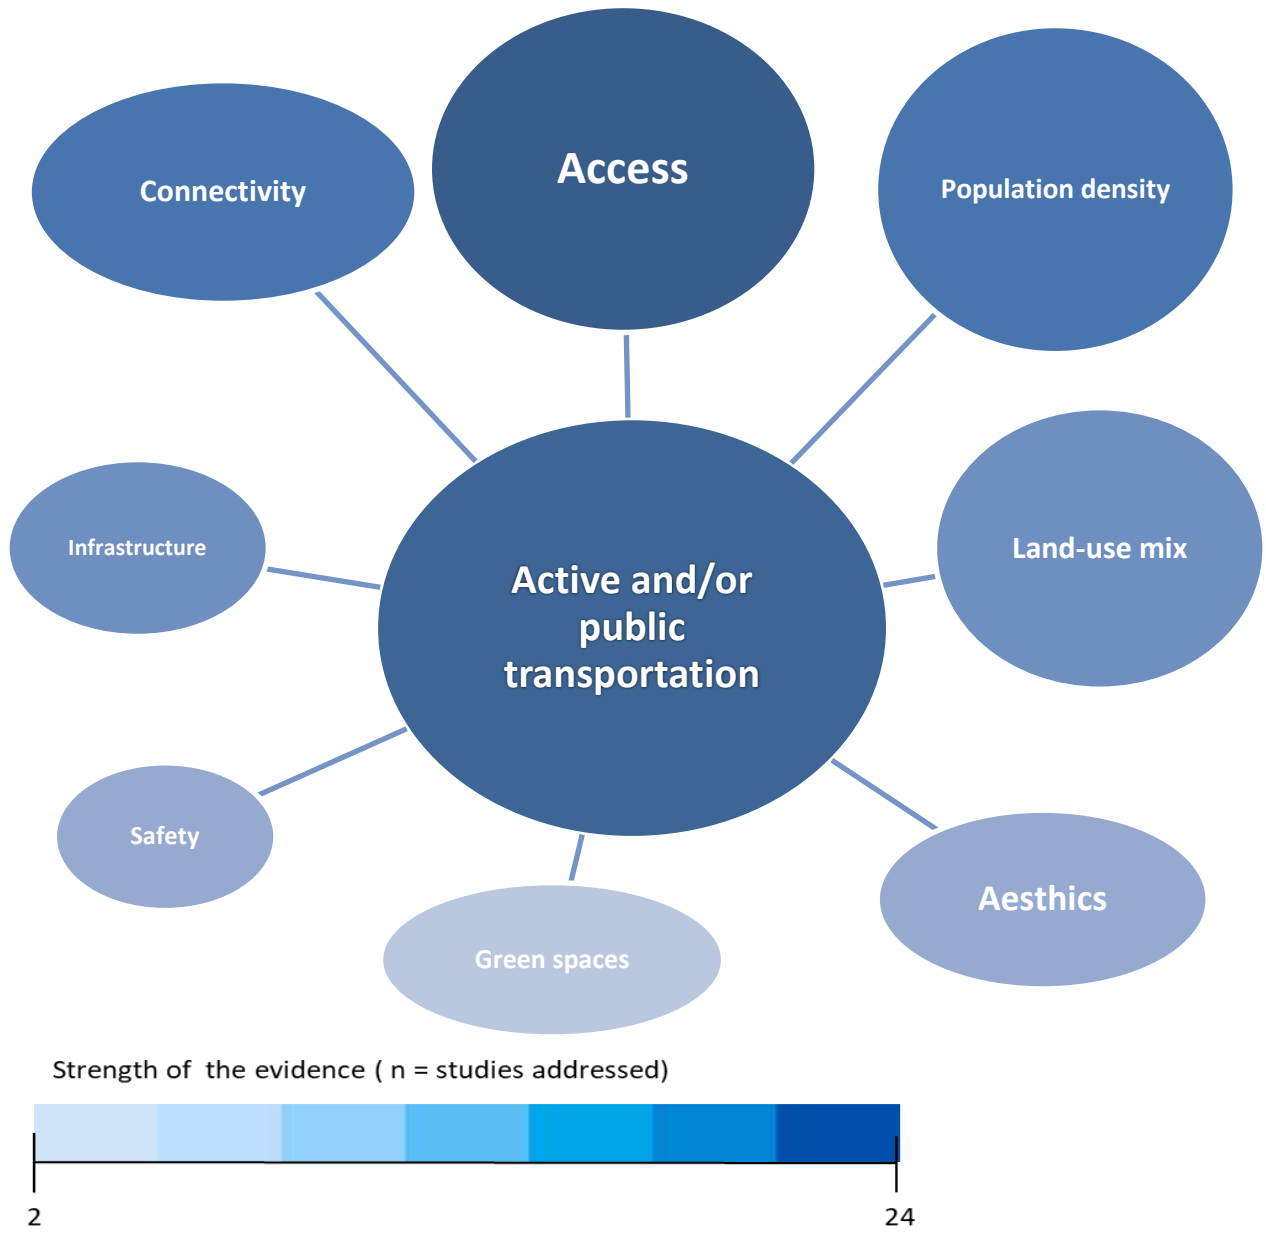 Access
Connectivity
Population density
Infrastructure
Land-use mix
Active and/or
public
transportation
Safety
Aesthics
Green spaces
Strength of the evidence ( n = studies addressed)
2
24